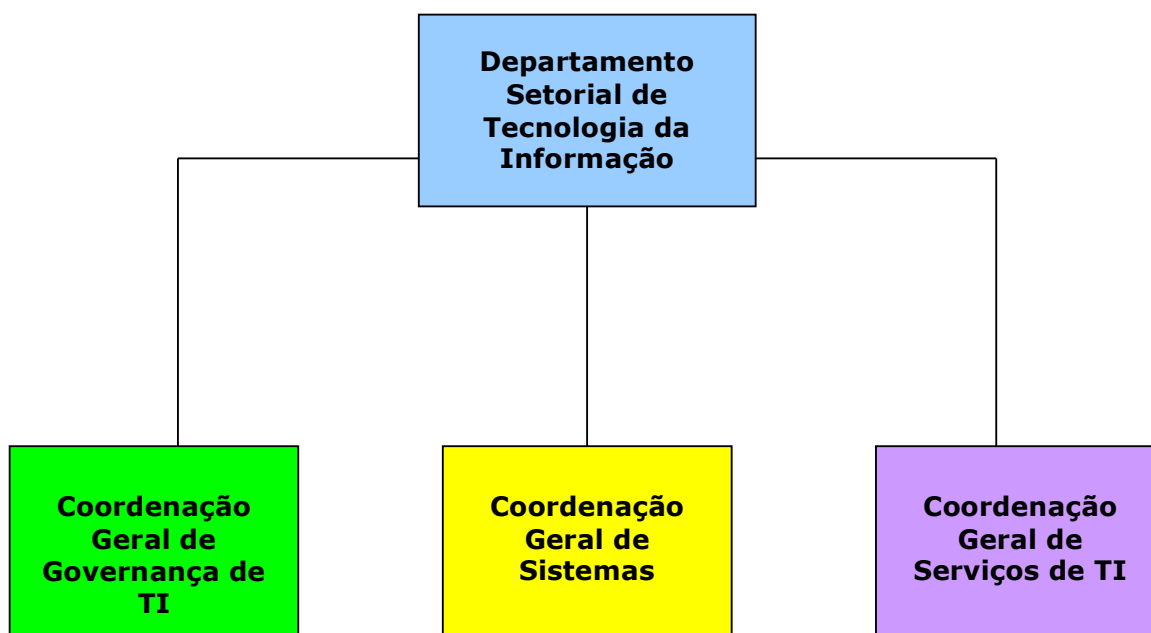 Departamento
Setorial de
Tecnologia da
Informação
Coordenação
Geral de
Governança de
TI
Coordenação
Geral de
Sistemas
Coordenação
Geral de
Serviços de TI